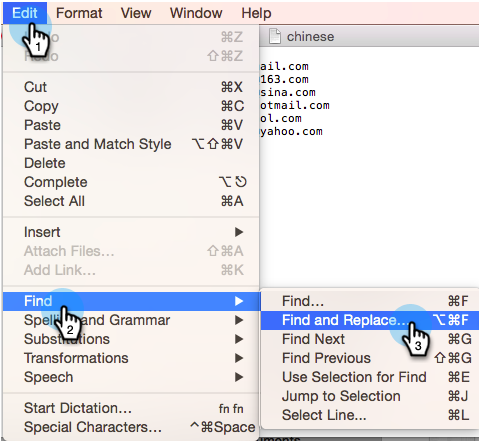 Edit Format View Window Help
1
chinese
Undo ⌘Z
Redo ⇧⌘Z
Cut ⌘X
Copy ⌘C
Paste ⌘V
Paste and Match Style ⌥⇧⌘V
Delete
Complete ⌥⎋
Select All ⌘A
Insert ▶
Attach Files... ⇧⌘A
Add Link... ⌘K
Find ▶
2
Spelling and Grammar ▶
Substitutions ▶
Transformations ▶
Speech ▶
Start Dictation... fn fn
Special Characters... ^⌘Space
ail.com
163.com
sina.com
otmail.com
ol.com
yahoo.com
Find... ⌘F
Find and Replace... ⌥⌘F
3
Find Next ⌘G
Find Previous ⇧⌘G
Use Selection for Find ⌘E
Jump to Selection ⌘J
Select Line... ⌘L